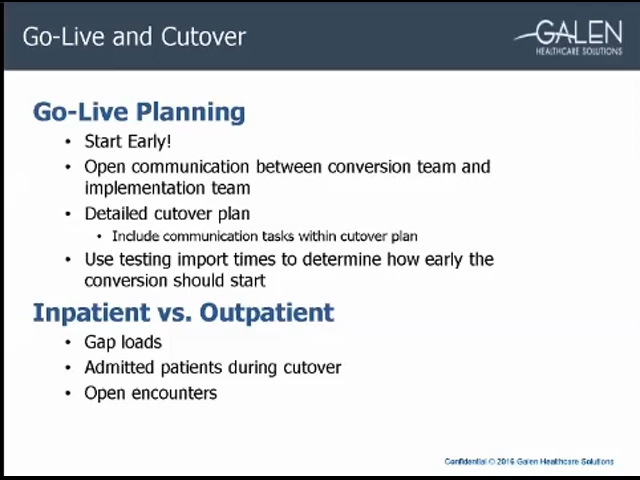 Go-Live and Cutover
GALEN
HEALTHCARE SOLUTIONS
Go-Live Planning
• Start Early!
• Open communication between conversion team and
implementation team
• Detailed cutover plan
• Include communication tasks within cutover plan
• Use testing import times to determine how early the
conversion should start
Inpatient vs. Outpatient
• Gap loads
• Admitted patients during cutover
• Open encounters
Confidential © 2016 Galen Healthcare Solutions